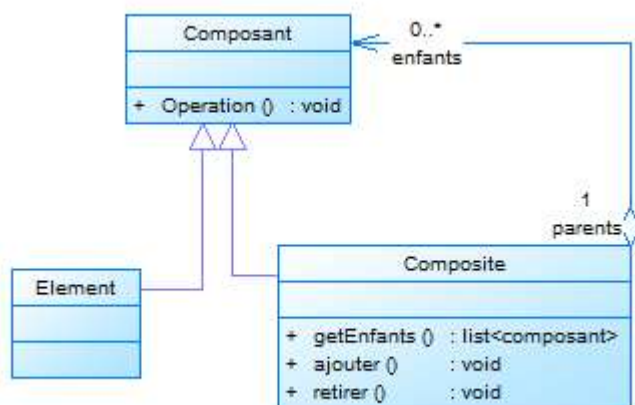 Composant
+ Operation () : void
0..*
enfants
1
parents
Element
Composite
+ getEnfants () : list<composant>
+ ajouter () : void
+ retirer () : void